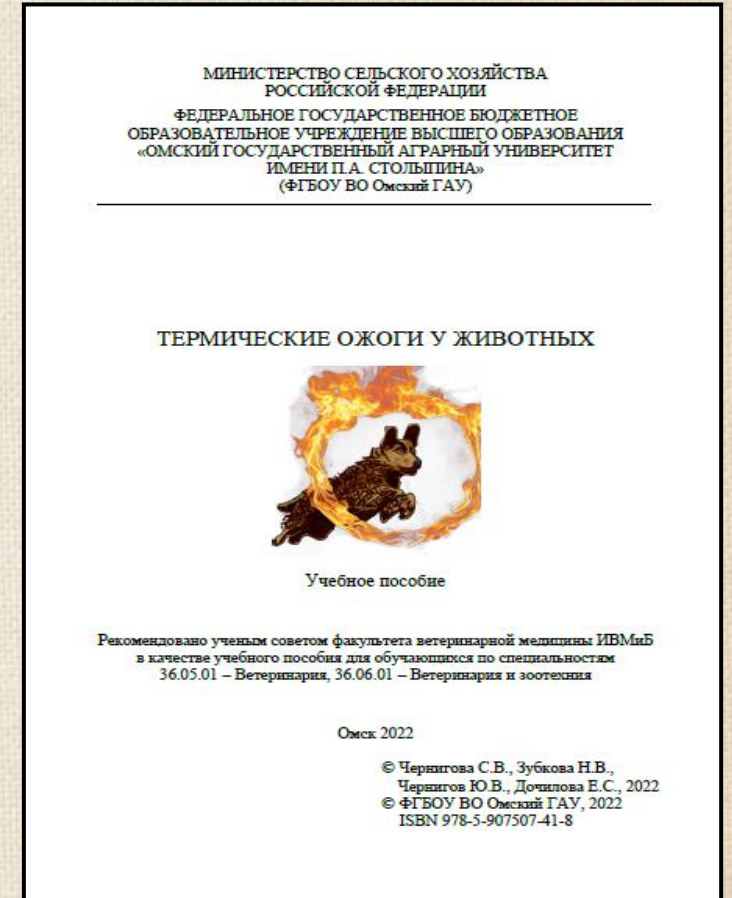 МИНИСТЕРСТВО СЕЛЬСКОГО ХОЗЯЙСТВА
РОССИЙСКОЙ ФЕДЕРАЦИИ
ФЕДЕРАЛЬНОЕ ГОСУДАРСТВЕННОЕ БЮДЖЕТНОЕ
ОБРАЗОВАТЕЛЬНОЕ УЧРЕЖДЕНИЕ ВЫСШЕГО ОБРАЗОВАНИЯ
«ОМСКИЙ ГОСУДАРСТВЕННЫЙ АГРАРНЫЙ УНИВЕРСИТЕТ
ИМЕНИ П.А. СТОЛЫПИНА»
(ФГБОУ ВО Омский ГАУ)
ТЕРМИЧЕСКИЕ ОЖОГИ У ЖИВОТНЫХ
Учебное пособие
Рекомендовано ученым советом факультета ветеринарной медицины ИВМиБ
в качестве учебного пособия для обучающихся по специальностям
36.05.01 – Ветеринария, 36.06.01 – Ветеринария и зоотехния
Омск 2022
© Чернигова С.В., Зубкова Н.В.,
Чернигов Ю.В., Дочилова Е.С., 2022
© ФГБОУ ВО Омский ГАУ, 2022
ISBN 978-5-907507-41-8